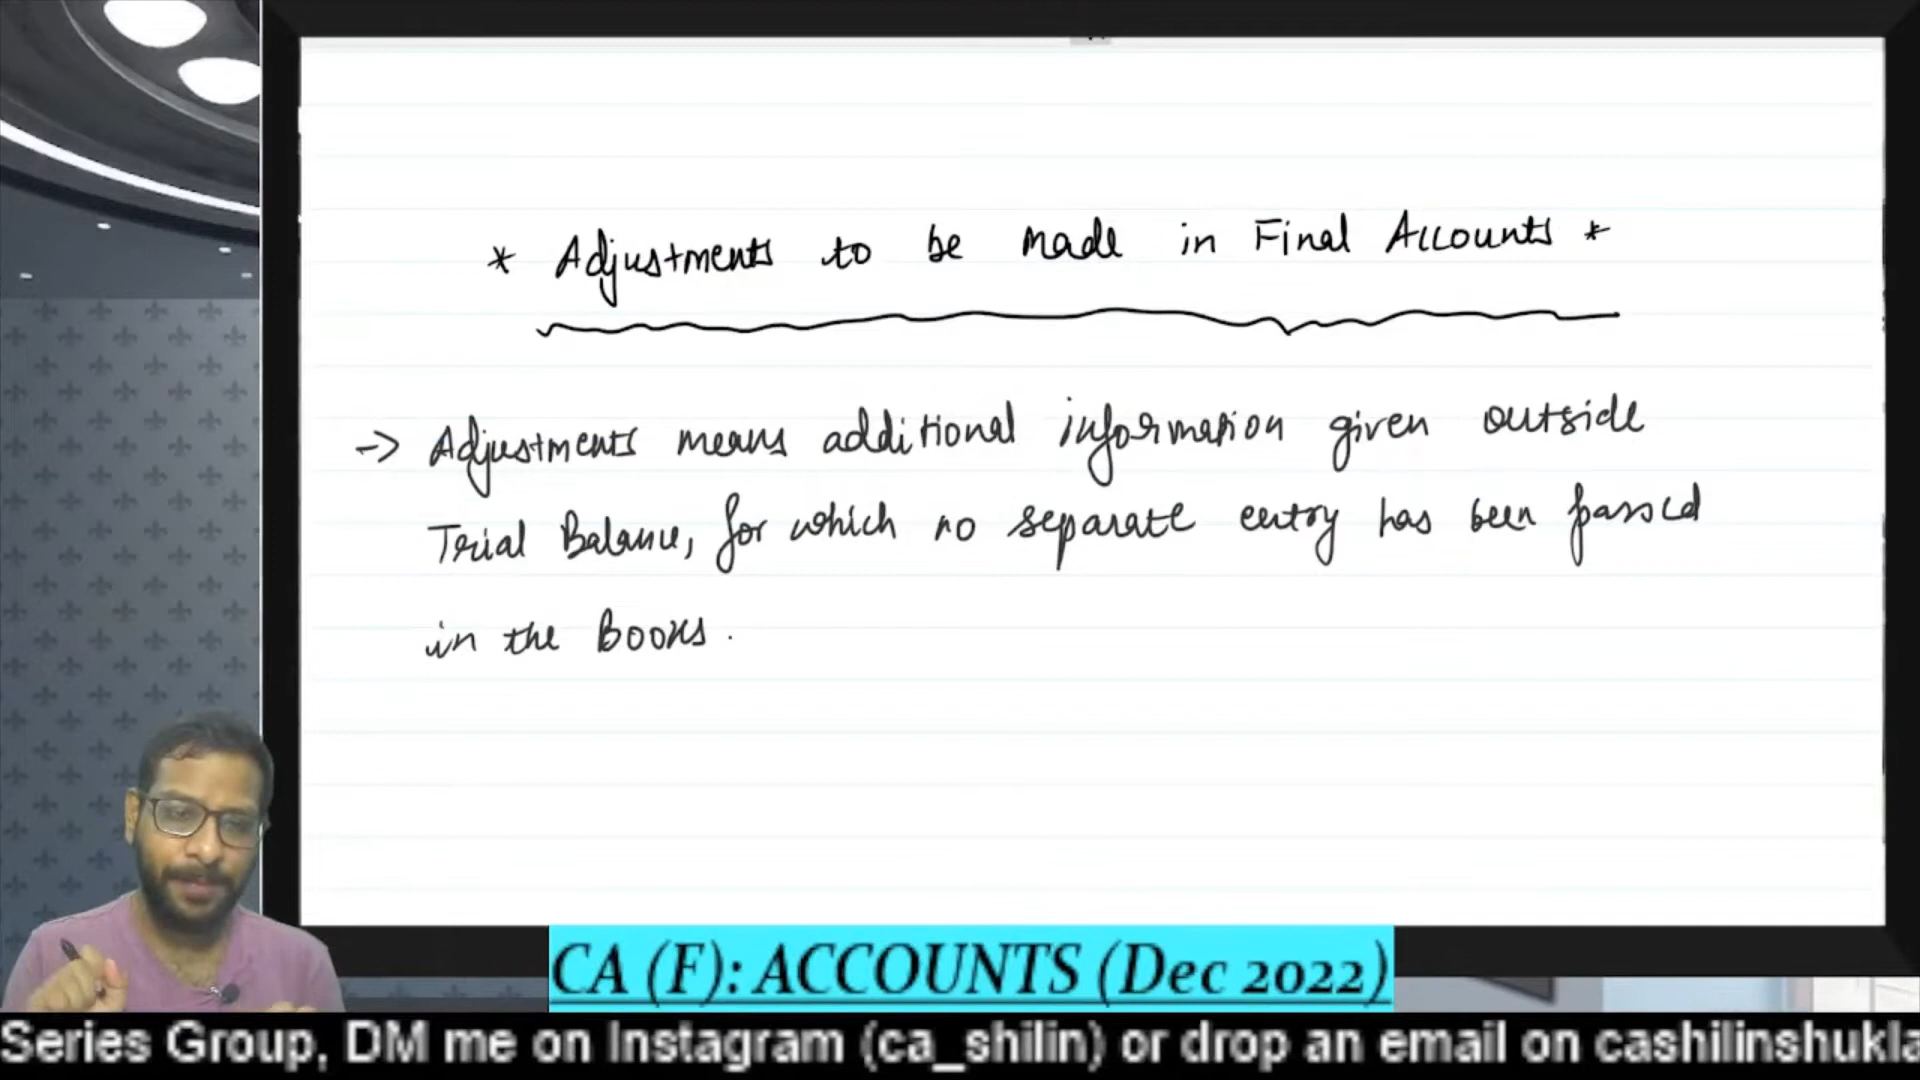 * Adjustments to be made in Final Accounts *
-> Adjustments means additional information given outside
Trial Balance, for which no separate entry has been passed
in the Books.
CA (F): ACCOUNTS (Dec 2022)
Series Group, DM me on Instagram (ca_shilin) or drop an email on cashilinshukla